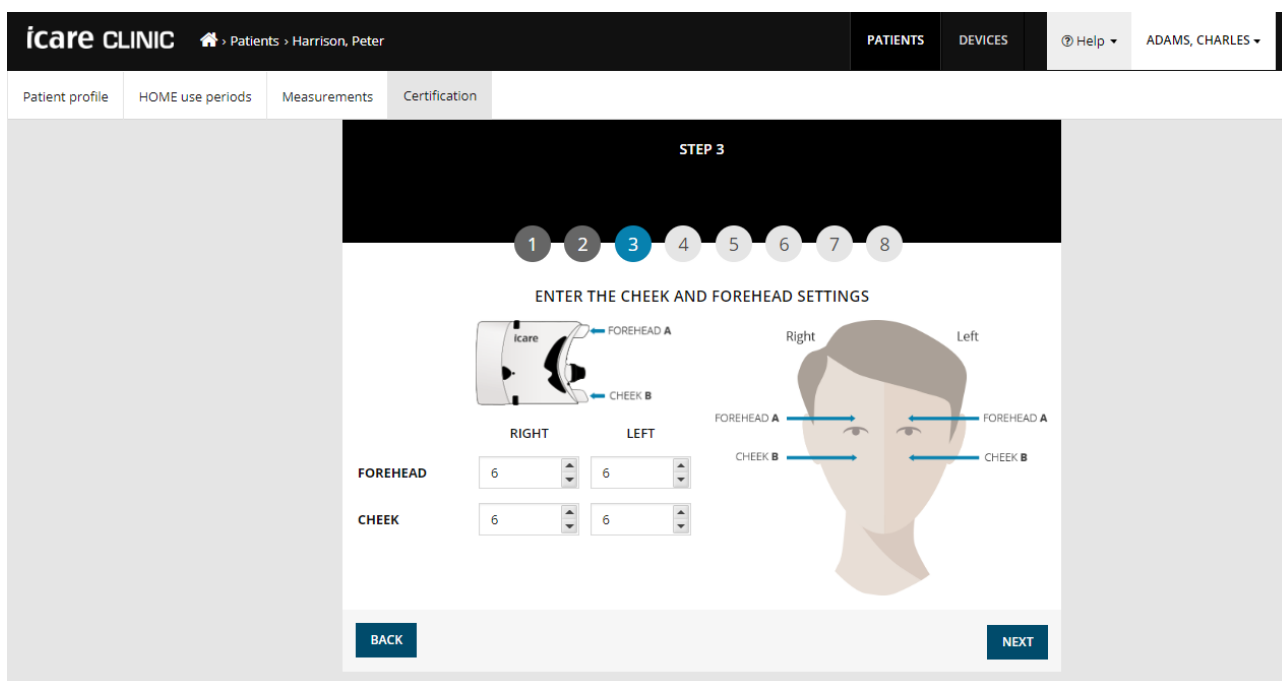 icare CLINIC › Patients › Harrison, Peter PATIENTS DEVICES Help ADAMS, CHARLES
Patient profile HOME use periods Measurements Certification
STEP 3
1 2 3 4 5 6 7 8
ENTER THE CHEEK AND FOREHEAD SETTINGS
icare
FOREHEAD A
CHEEK B
Right Left
FOREHEAD A FOREHEAD A
CHEEK B CHEEK B
RIGHT LEFT
FOREHEAD 6 6
CHEEK 6 6
BACK NEXT